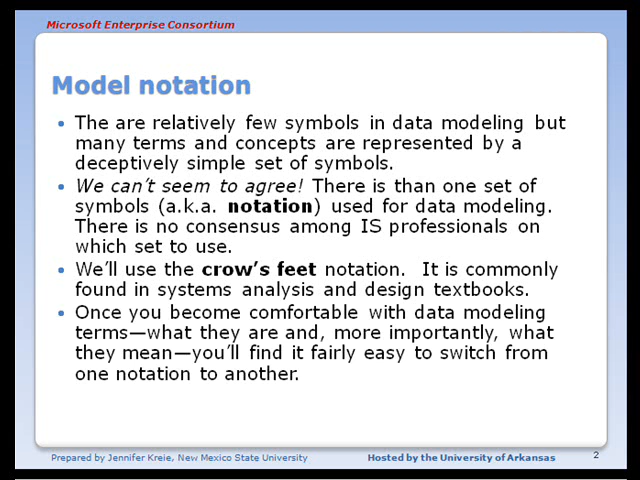 Microsoft Enterprise Consortium
Model notation
• The are relatively few symbols in data modeling but
many terms and concepts are represented by a
deceptively simple set of symbols.
• We can't seem to agree! There is than one set of
symbols (a.k.a. notation) used for data modeling.
There is no consensus among IS professionals on
which set to use.
• We'll use the crow's feet notation.  It is commonly
found in systems analysis and design textbooks.
• Once you become comfortable with data modeling
terms—what they are and, more importantly, what
they mean—you'll find it fairly easy to switch from
one notation to another.
Prepared by Jennifer Kreie, New Mexico State University
Hosted by the University of Arkansas
2